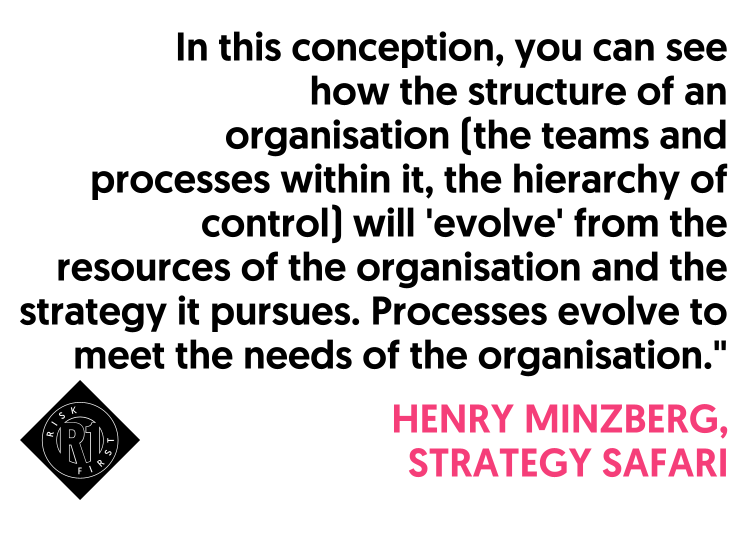 In this conception, you can see
how the structure of an
organisation (the teams and
processes within it, the hierarchy of
control) will 'evolve' from the
resources of the organisation and the
strategy it pursues. Processes evolve to
meet the needs of the organisation."
HENRY MINZBERG,
STRATEGY SAFARI
RISK
R1
FIRST